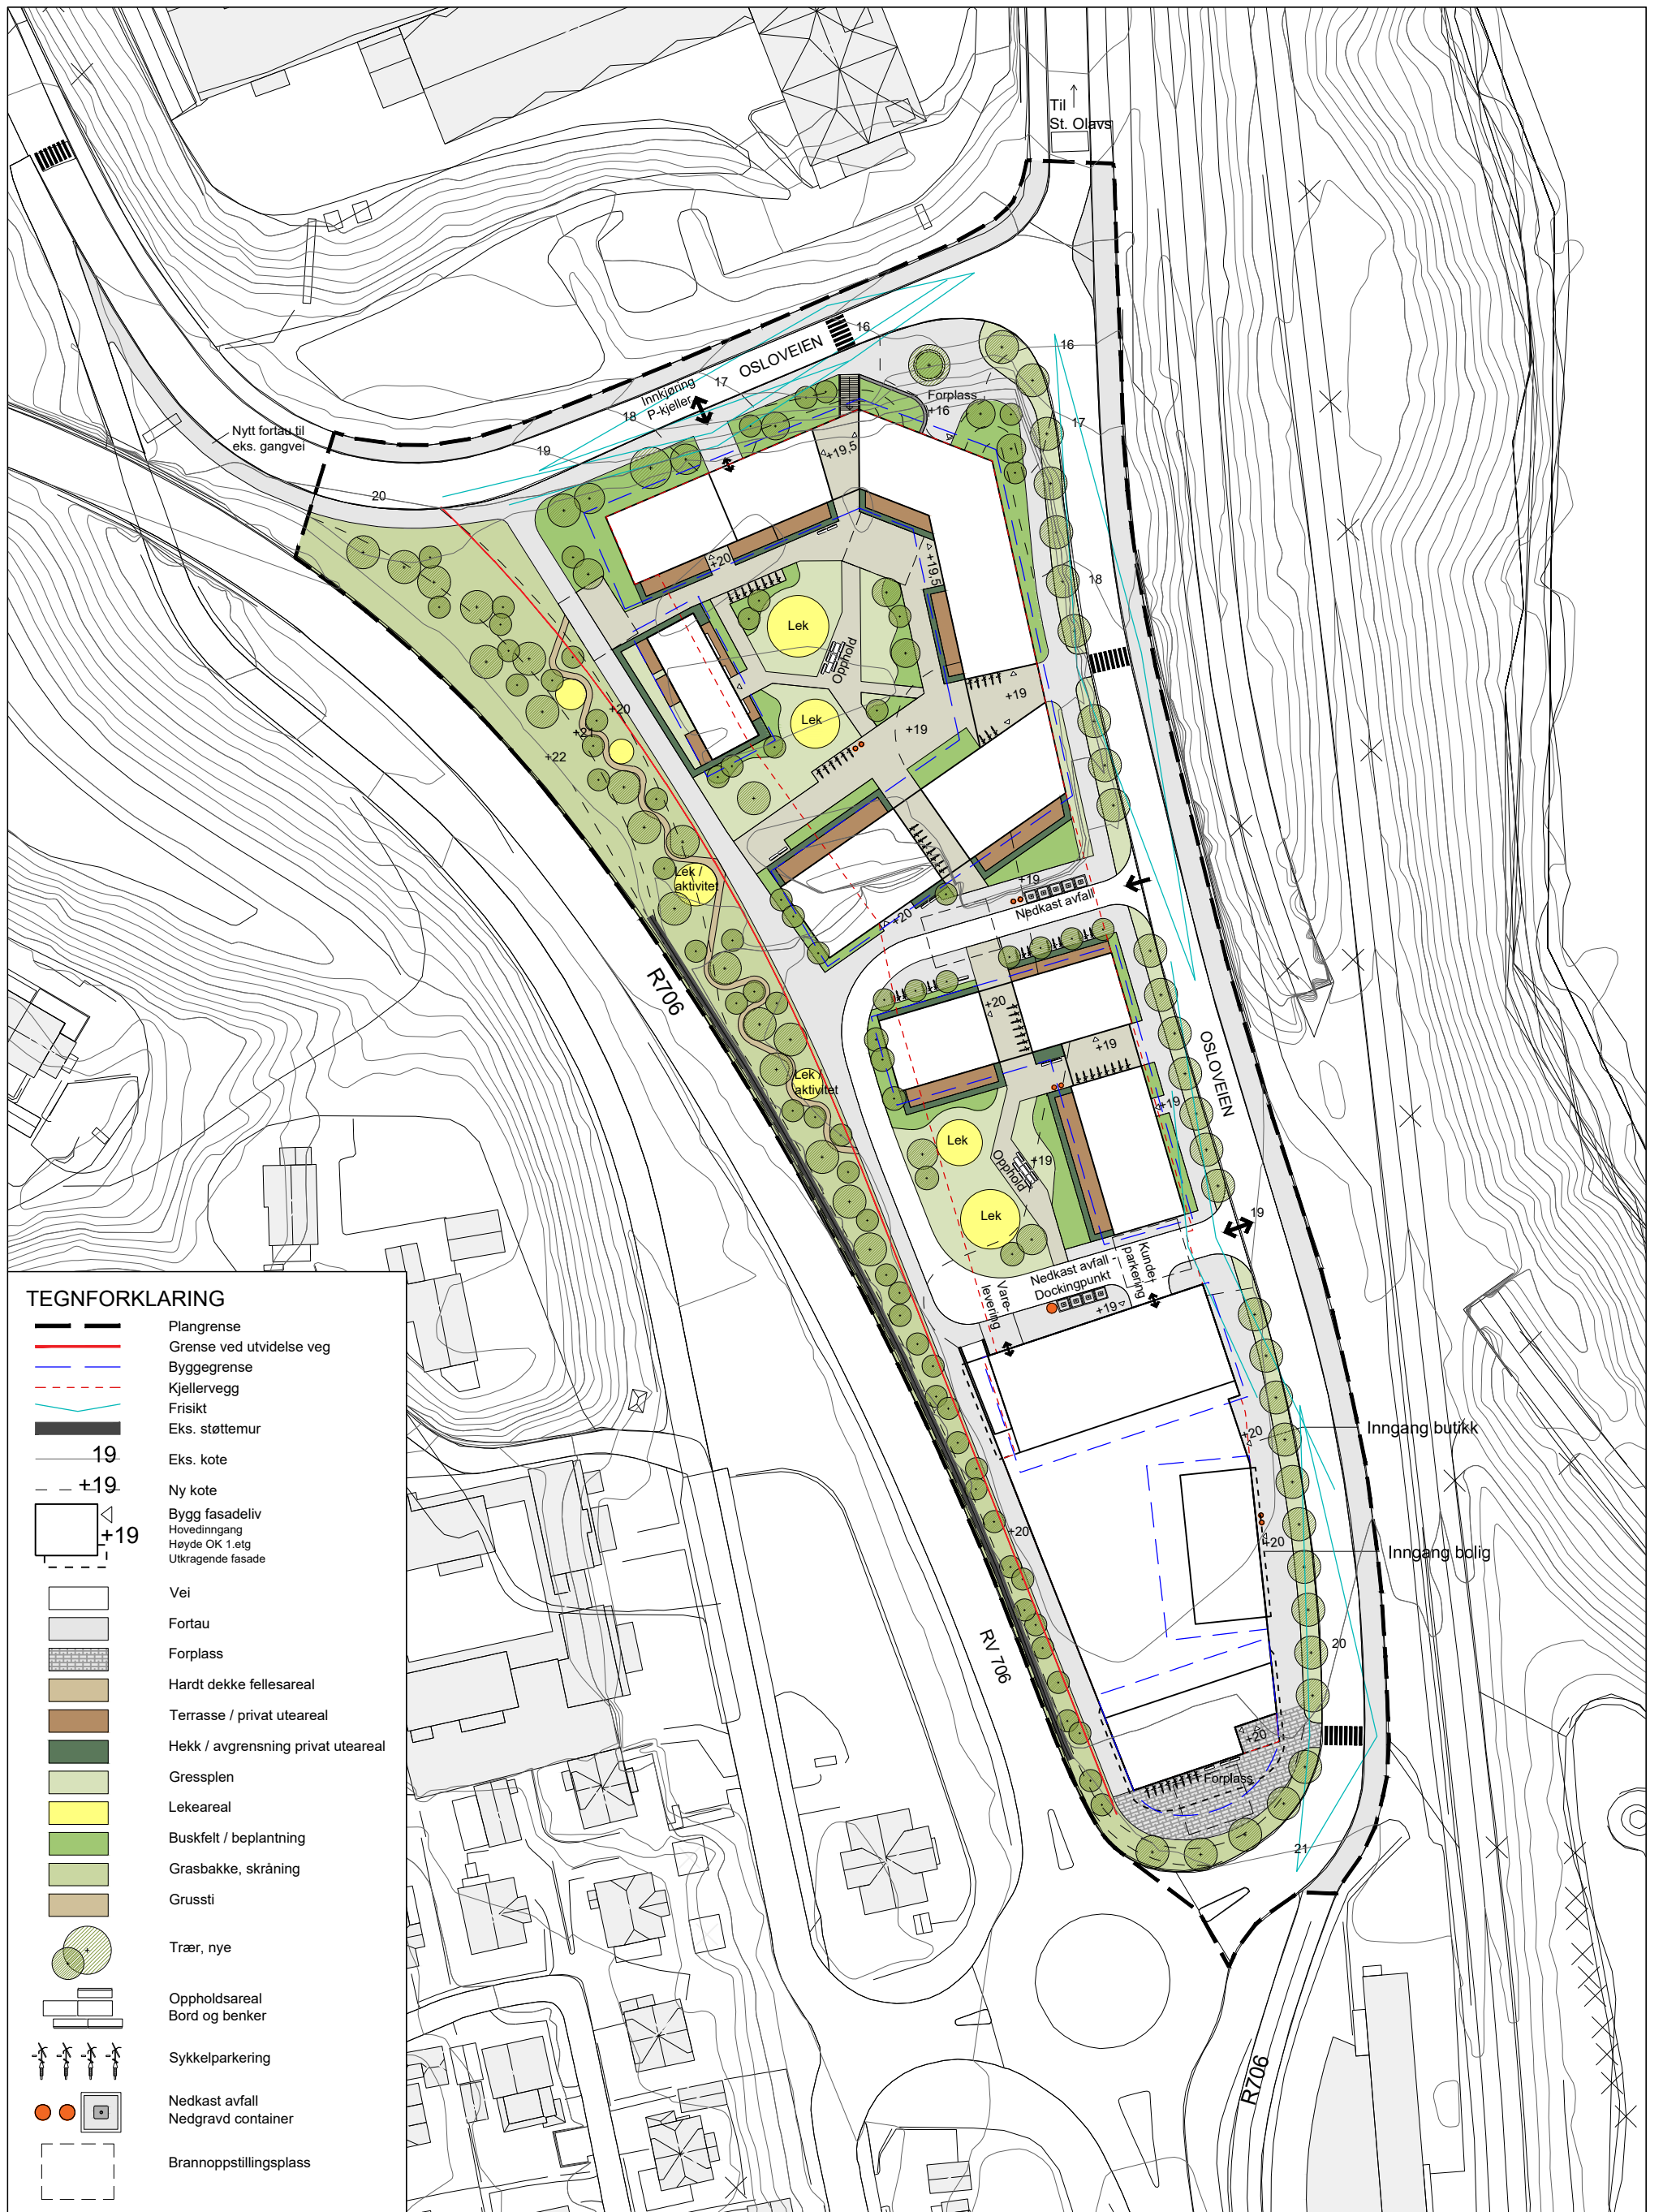 Til
St. Olavs
16
OSLOVEIEN
17
Innkjøring
P-kjeller
18
19
20
Nytt fortau til
eks. gangvei
Forplass
+16
16
17
18
+19,5
+20
+19,5
Lek
Opphold
Lek
+19
+19
+20
+21
+22
Lek /
aktivitet
+19
Nedkast avfall
+20
R706
+20
+19
OSLOVEIEN
+19
Lek /
aktivitet
Lek
Opphold
+19
Lek
19
Nedkast avfall
Dockingpunkt
Kunde-
parkering
Vare-
levering
+19
+20
Inngang butikk
+20
+20
Inngang bolig
RV 706
20
+20
Forplass
21
R706
TEGNFORKLARING
Plangrense
Grense ved utvidelse veg
Byggegrense
Kjellervegg
Frisikt
Eks. støttemur
19
Eks. kote
+19
Ny kote
Bygg fasadeliv
+19
Hovedinngang
Høyde OK 1.etg
Utkragende fasade
Vei
Fortau
Forplass
Hardt dekke fellesareal
Terrasse / privat uteareal
Hekk / avgrensning privat uteareal
Gressplen
Lekeareal
Buskfelt / beplantning
Grasbakke, skråning
Grussti
Trær, nye
Oppholdsareal
Bord og benker
Sykkelparkering
Nedkast avfall
Nedgravd container
Brannoppstillingsplass